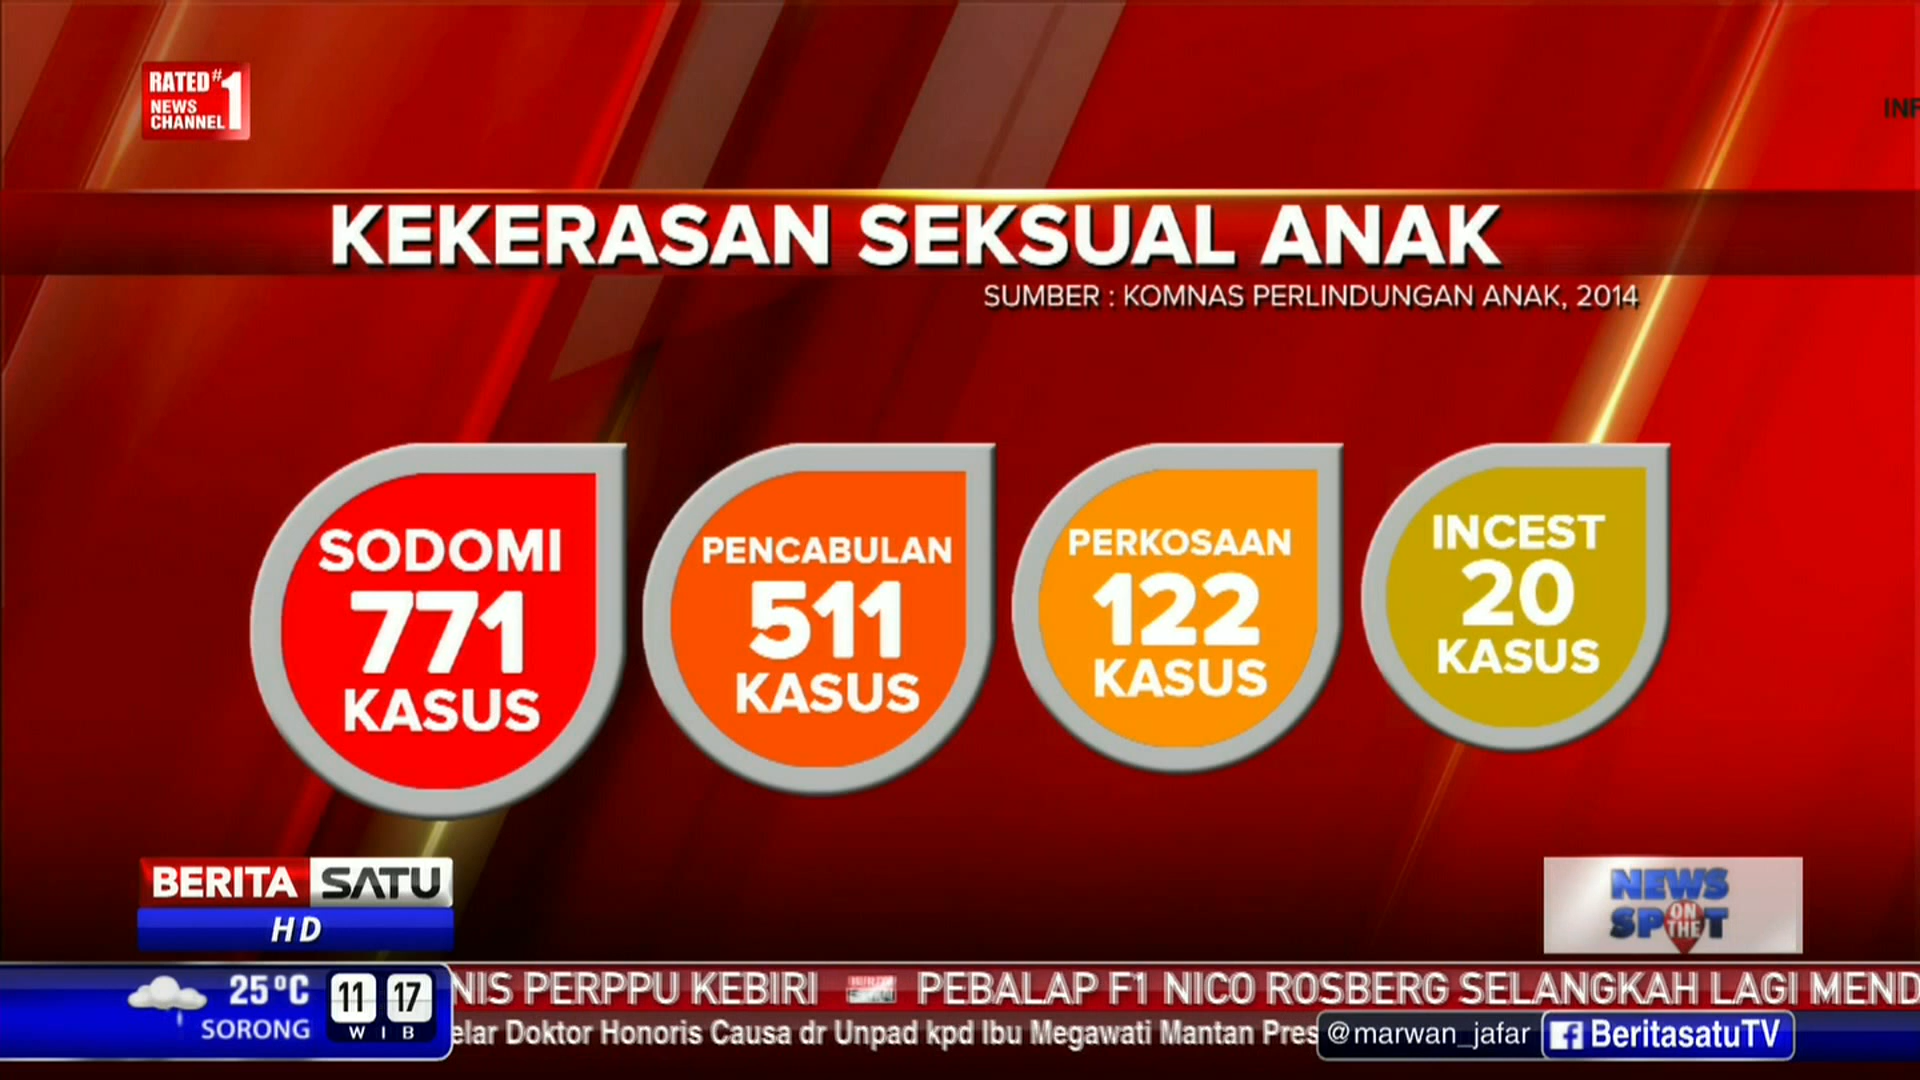 RATED #1
NEWS
CHANNEL
INF
KEKERASAN SEKSUAL ANAK
SUMBER : KOMNAS PERLINDUNGAN ANAK, 2014
SODOMI
771
KASUS
PENCABULAN
511
KASUS
PERKOSAAN
122
KASUS
INCEST
20
KASUS
BERITA SATU
HD
NEWS
ON THE
SPOT
25°C
SORONG
11 17
WIB
NIS PERPPU KEBIRI PEBALAP F1 NICO ROSBERG SELANGKAH LAGI MEND
elar Doktor Honoris Causa dr Unpad kpd Ibu Megawati Mantan Pres
@marwan_jafar
BeritasatuTV